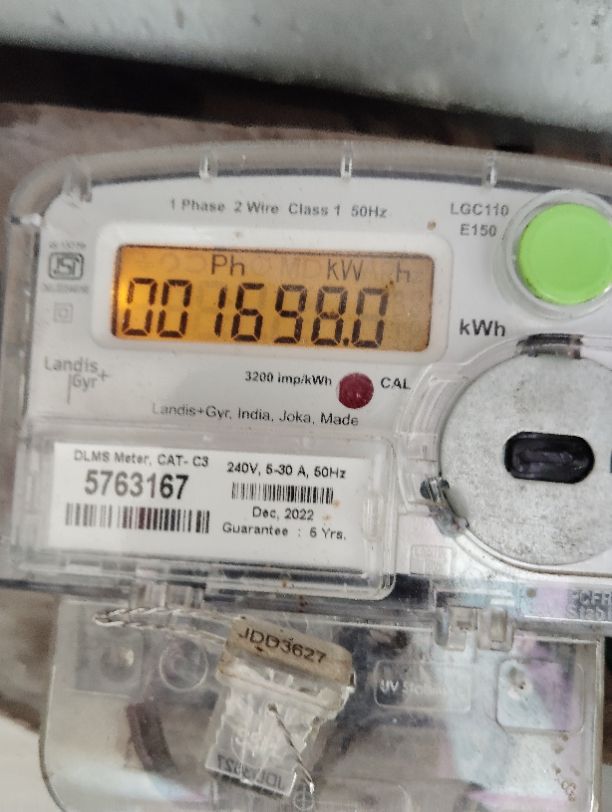 1 Phase 2 Wire Class 1 50Hz
LGC110
E150
Ph kW h
001698.0
kWh
Landis
Gyr+
3200 imp/kWh
CAL
Landis+Gyr, India, Joka, Made
DLMS Meter, CAT- C3
5763167
240V, 5-30 A, 50Hz
Dec, 2022
Guarantee : 5 Yrs.
JDD3627